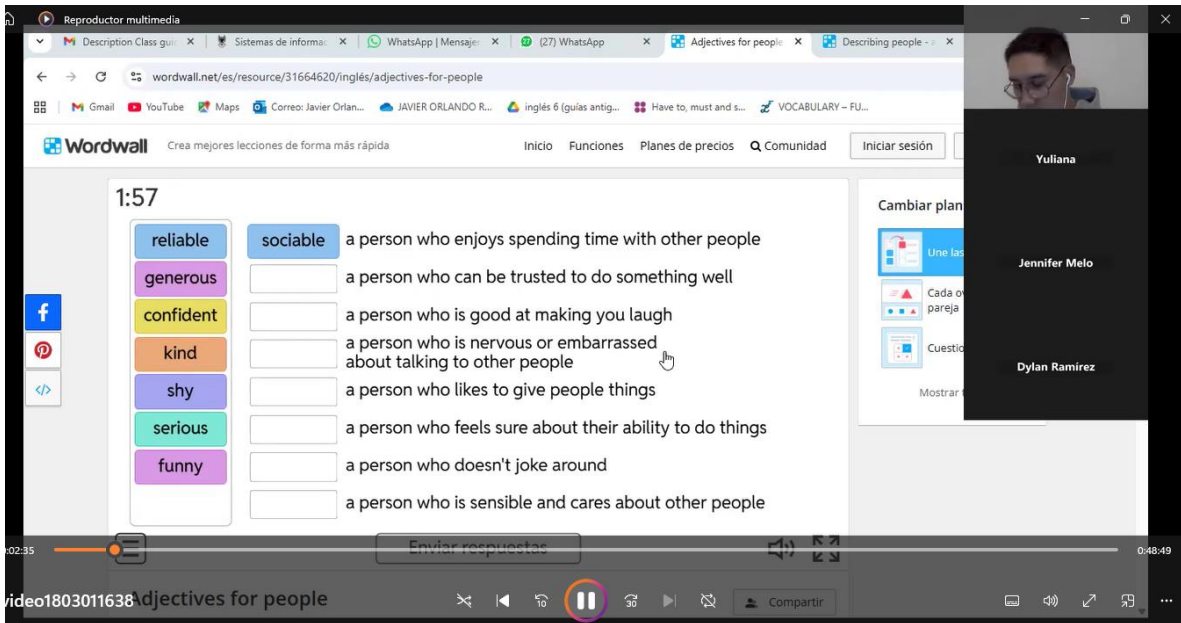 Reproductor multimedia
Description Class gui
Sistemas de informac
WhatsApp | Mensaje
(27) WhatsApp
Adjectives for people
Describing people -
wordwall.net/es/resource/31664620/inglés/adjectives-for-people
Gmail
YouTube
Maps
Correo: Javier Orlan...
JAVIER ORLANDO R...
inglés 6 (guías antig...
Have to, must and s...
VOCABULARY – FU...
Wordwall
Crea mejores lecciones de forma más rápida
Inicio
Funciones
Planes de precios
Comunidad
Iniciar sesión
Yuliana
Jennifer Melo
Dylan Ramírez
1:57
reliable
generous
confident
kind
shy
serious
funny
sociable
a person who enjoys spending time with other people
a person who can be trusted to do something well
a person who is good at making you laugh
a person who is nervous or embarrassed
about talking to other people
a person who likes to give people things
a person who feels sure about their ability to do things
a person who doesn't joke around
a person who is sensible and cares about other people
Cambiar plan
Une las
Cada
pareja
Cuestio
Mostrar
Enviar respuestas
:02:35
0:48:49
video1803011638
Adjectives for people
10
30
Compartir